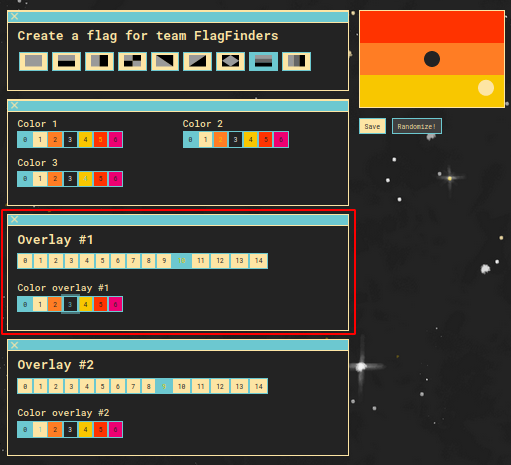 Create a flag for team FlagFinders
Color 1
0 1 2 3 4 5 6
Color 2
0 1 2 3 4 5 6
Color 3
0 1 2 3 4 5 6
Overlay #1
0 1 2 3 4 5 6 7 8 9 10 11 12 13 14
Color overlay #1
0 1 2 3 4 5 6
Overlay #2
0 1 2 3 4 5 6 7 8 9 10 11 12 13 14
Color overlay #2
0 1 2 3 4 5 6
Save
Randomize!